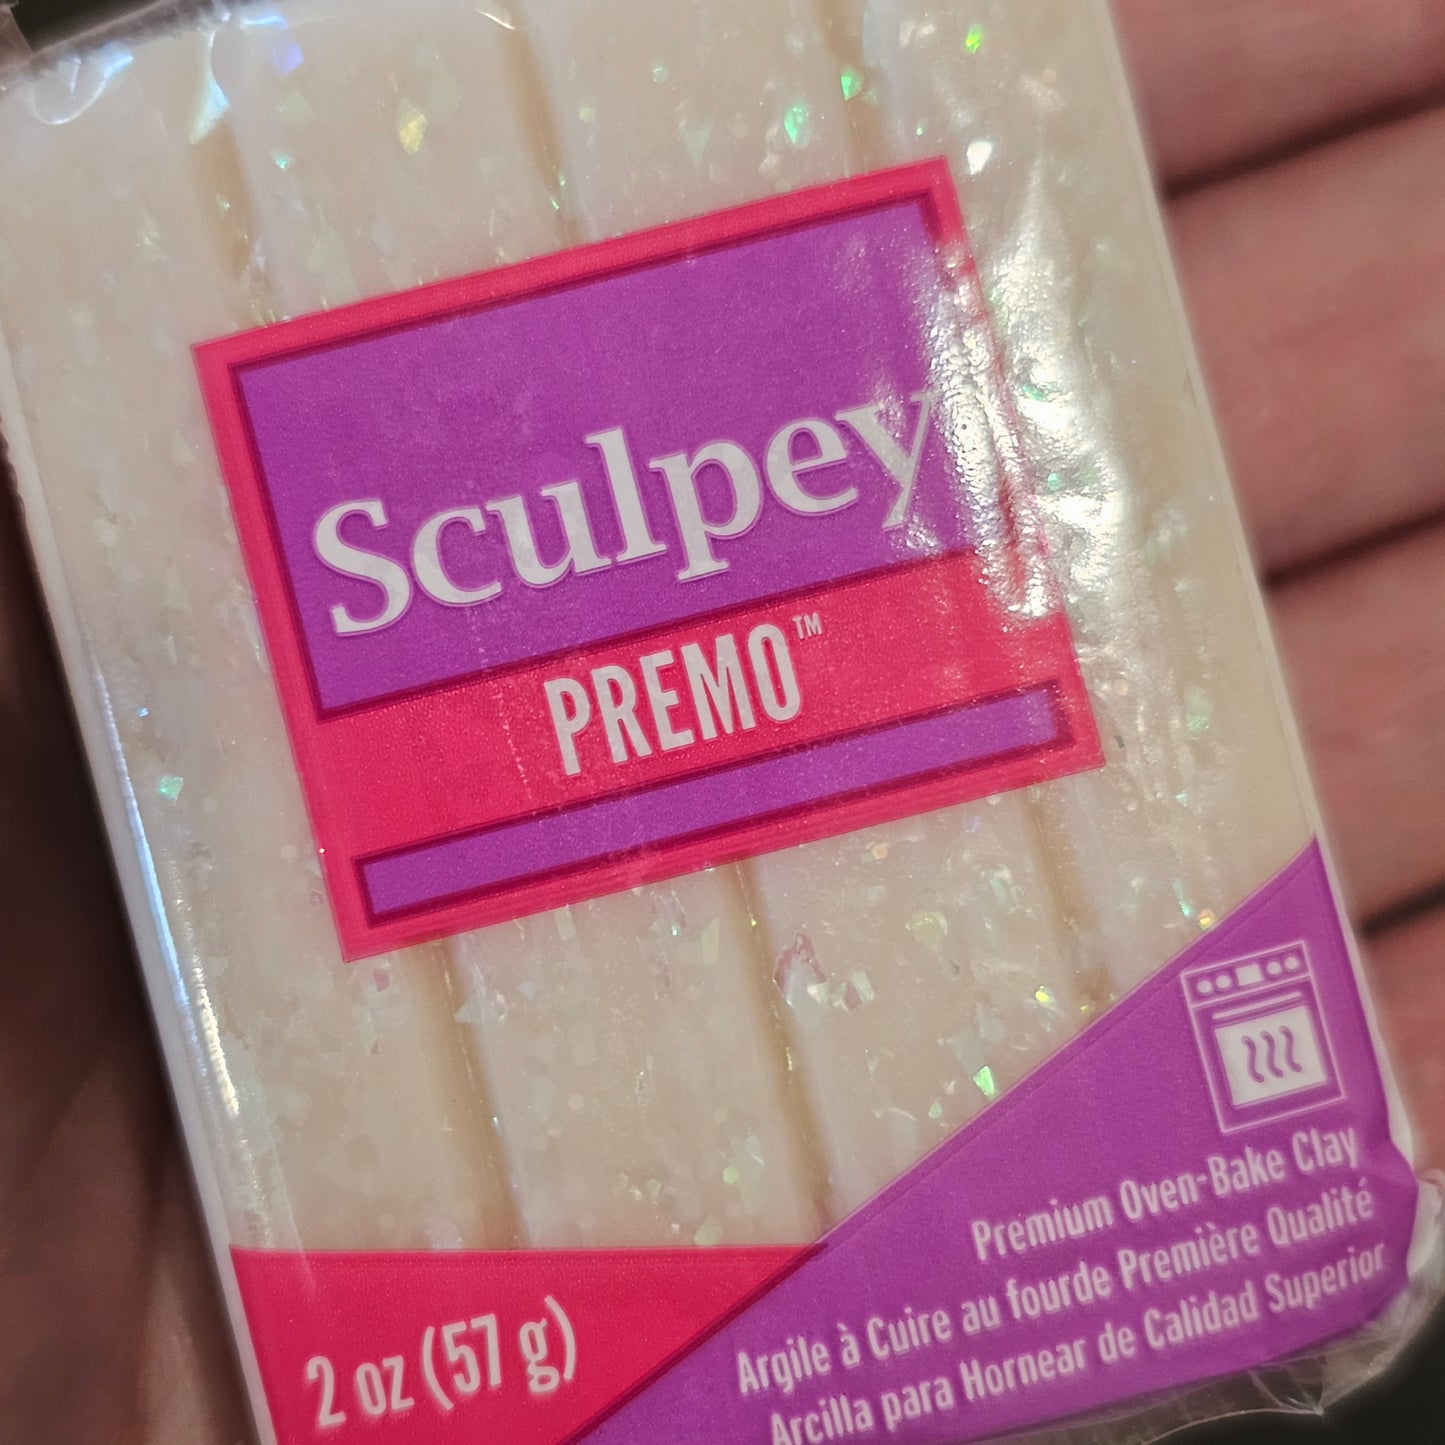 Sculpey
PREMO™
2 oz (57 g)
Premium Oven-Bake Clay
Argile à Cuire au fourde Première Qualité
Arcilla para Hornear de Calidad Superior